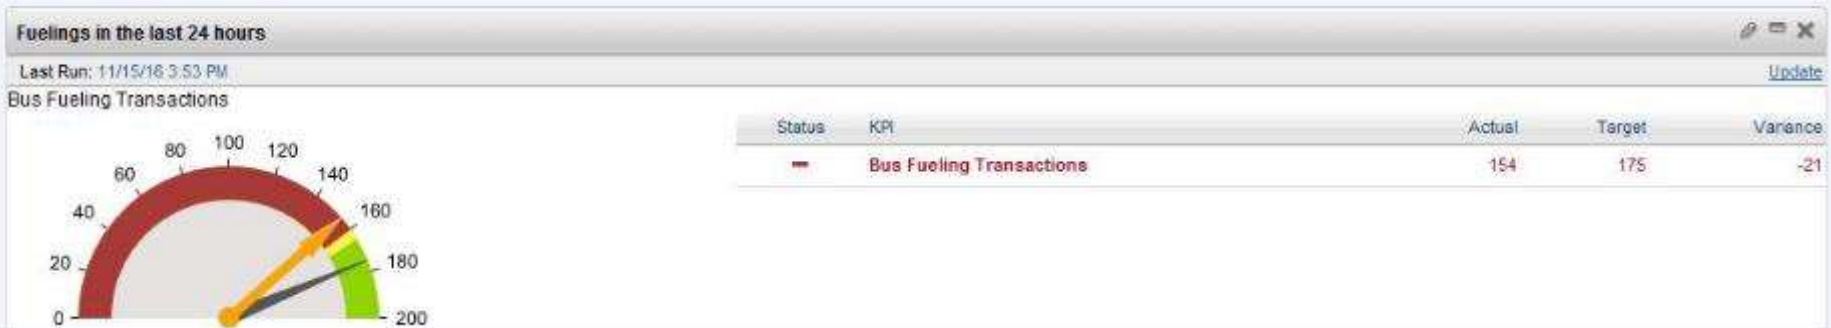 Fuelings in the last 24 hours
Last Run: 11/15/16 3:53 PM
Update
Bus Fueling Transactions
Status KPI Actual Target Variance
Bus Fueling Transactions 154 175 -21
0
20
40
60
80
100
120
140
160
180
200